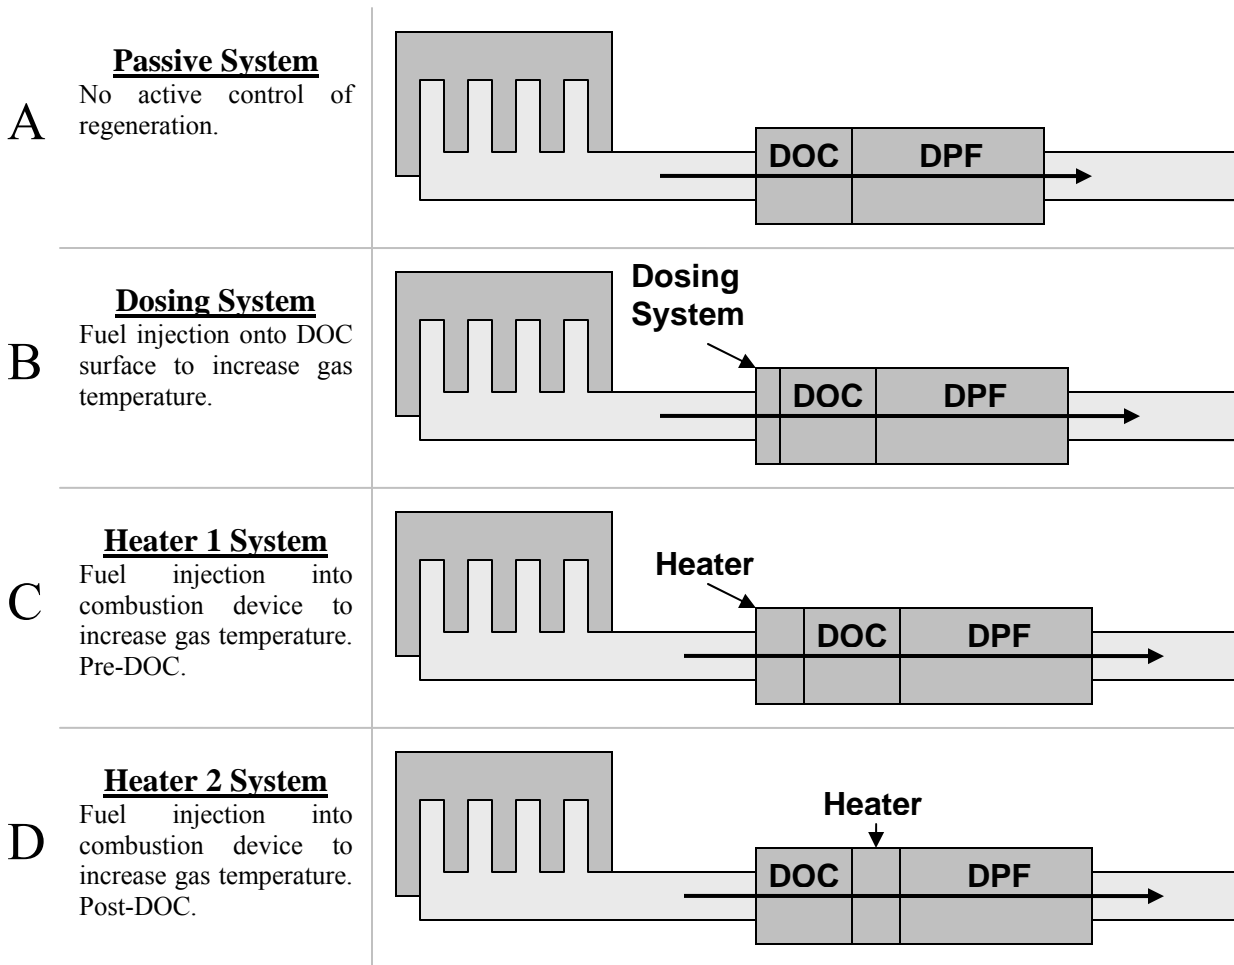 A
Passive System
No active control of
regeneration.
DOC DPF
B
Dosing System
Fuel injection onto DOC
surface to increase gas
temperature.
Dosing
System
DOC DPF
C
Heater 1 System
Fuel injection into
combustion device to
increase gas temperature.
Pre-DOC.
Heater
DOC DPF
D
Heater 2 System
Fuel injection into
combustion device to
increase gas temperature.
Post-DOC.
Heater
DOC DPF